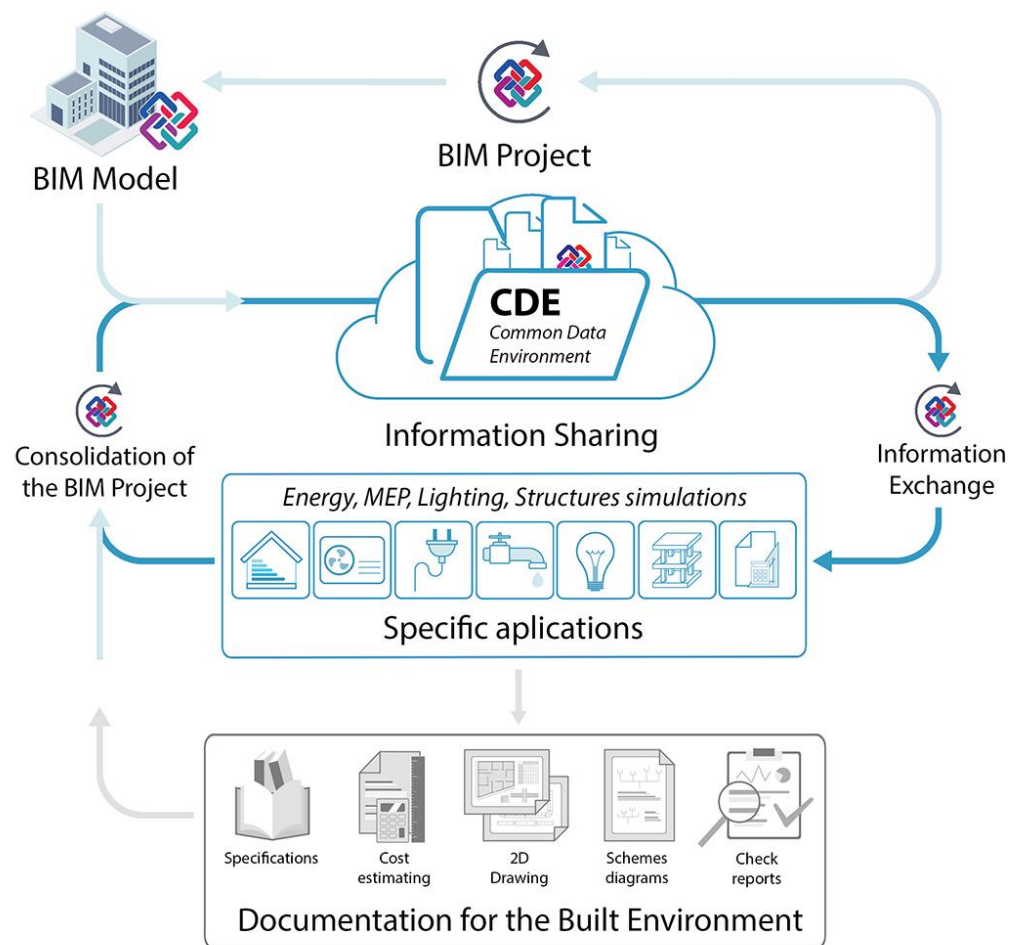 BIM Model
BIM Project
CDE
Common Data
Environment
Information Sharing
Consolidation of
the BIM Project
Information
Exchange
Energy, MEP, Lighting, Structures simulations
Specific aplications
Specifications
Cost
estimating
2D
Drawing
Schemes
diagrams
Check
reports
Documentation for the Built Environment